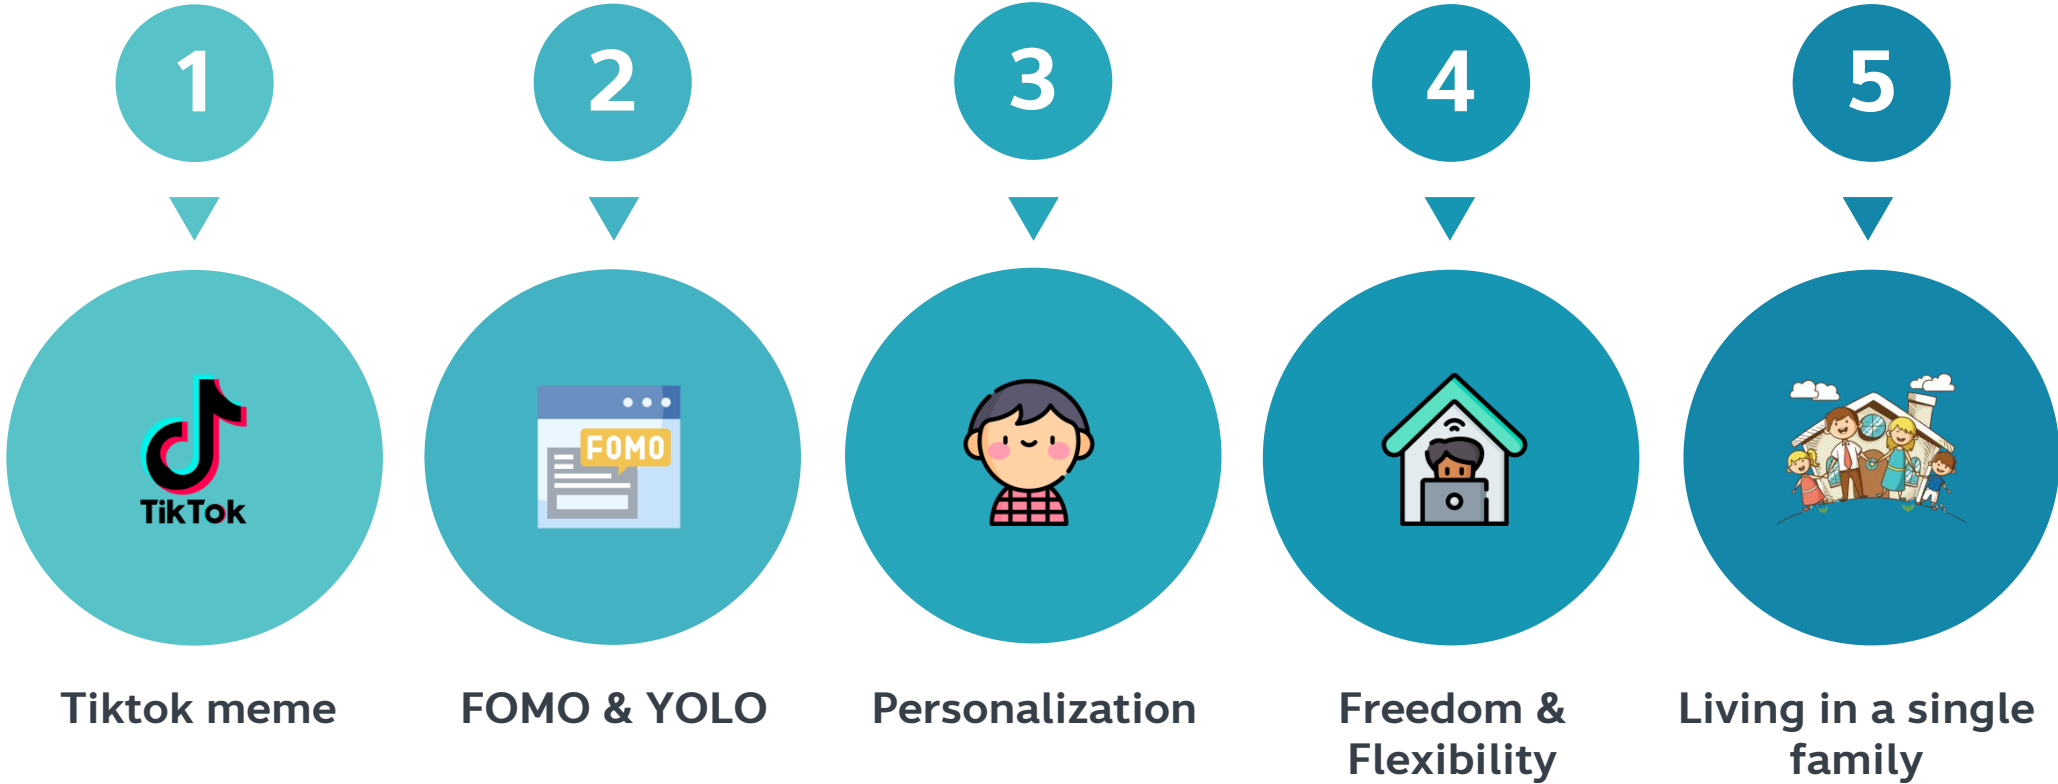 1
2
3
4
5
TikTok
FOMO
Tiktok meme
FOMO & YOLO
Personalization
Freedom &
Flexibility
Living in a single
family